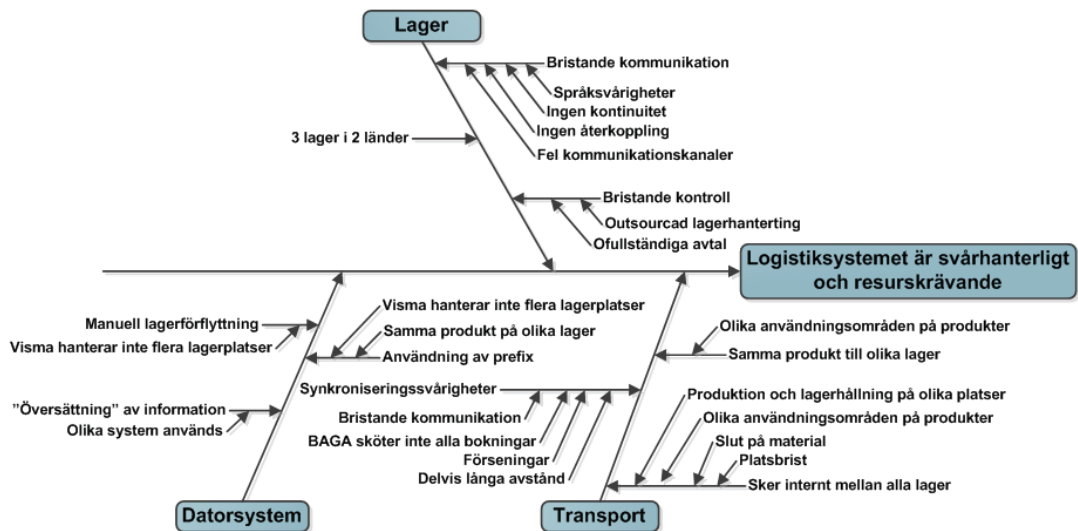 Lager
Bristande kommunikation
Språksvårigheter
Ingen kontinuitet
Ingen återkoppling
Fel kommunikationskanaler
3 lager i 2 länder
Bristande kontroll
Outsourcad lagerhanterting
Ofullständiga avtal
Logistiksystemet är svårhanterligt
och resurskrävande
Manuell lagerförflyttning
Visma hanterar inte flera lagerplatser
Visma hanterar inte flera lagerplatser
Samma produkt på olika lager
Användning av prefix
”Översättning” av information
Olika system används
Datorsystem
Synkroniseringssvårigheter
Bristande kommunikation
BAGA sköter inte alla bokningar
Förseningar
Delvis långa avstånd
Olika användningsområden på produkter
Samma produkt till olika lager
Produktion och lagerhållning på olika platser
Olika användningsområden på produkter
Slut på material
Platsbrist
Sker internt mellan alla lager
Transport